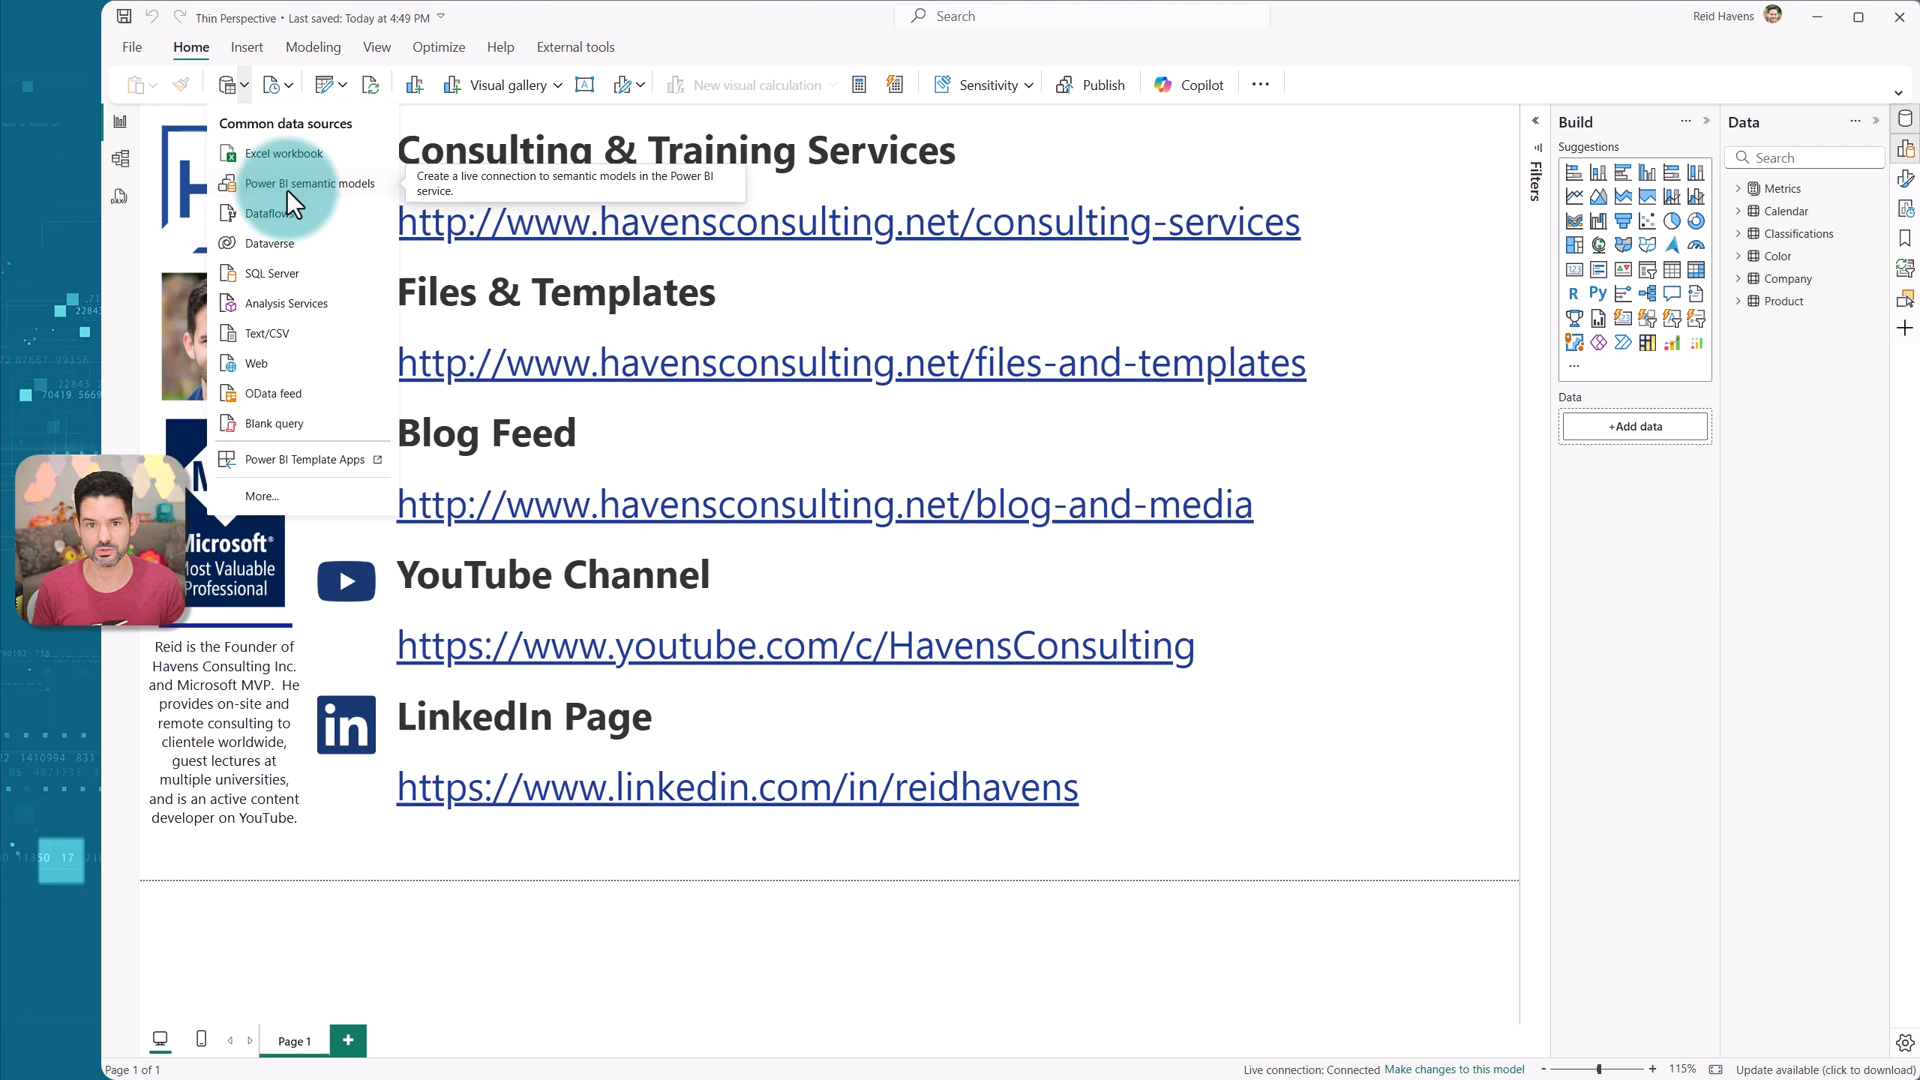 Thin Perspective • Last saved: Today at 4:49 PM
Search
Reid Havens
File
Home
Insert
Modeling
View
Optimize
Help
External tools
Visual gallery
New visual calculation
Sensitivity
Publish
Copilot
Common data sources
Excel workbook
Power BI semantic models
Dataflows
Dataverse
SQL Server
Analysis Services
Text/CSV
Web
OData feed
Blank query
Power BI Template Apps
More...
Create a live connection to semantic models in the Power BI
service.
Consulting & Training Services
http://www.havensconsulting.net/consulting-services
Files & Templates
http://www.havensconsulting.net/files-and-templates
Blog Feed
http://www.havensconsulting.net/blog-and-media
YouTube Channel
https://www.youtube.com/c/HavensConsulting
LinkedIn Page
https://www.linkedin.com/in/reidhavens
Microsoft®
Most Valuable
Professional
Reid is the Founder of
Havens Consulting Inc.
and Microsoft MVP. He
provides on-site and
remote consulting to
clientele worldwide,
guest lectures at
multiple universities,
and is an active content
developer on YouTube.
Filters
Build
Suggestions
R
Py
Data
+Add data
Data
Search
Metrics
Calendar
Classifications
Color
Company
Product
Page 1
Page 1 of 1
Live connection: Connected Make changes to this model
115%
Update available (click to download)